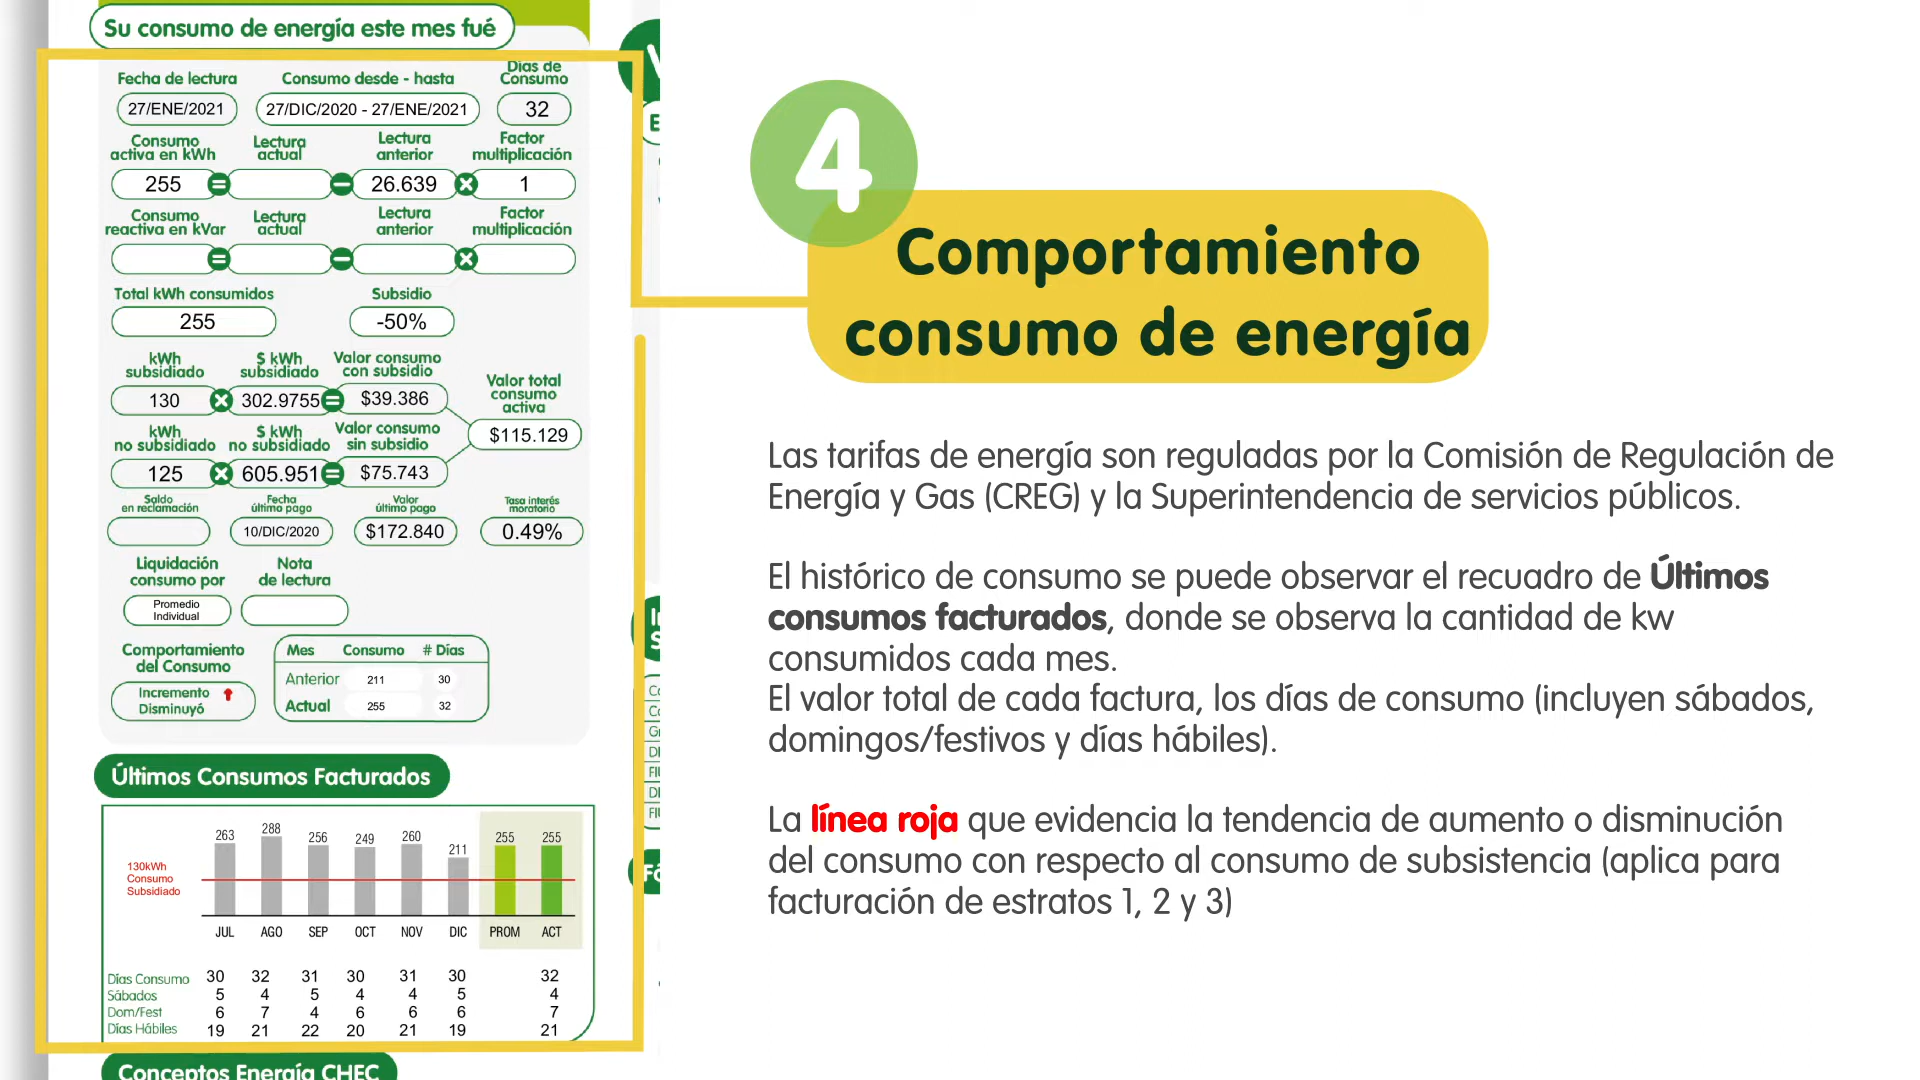 Su consumo de energía este mes fué
Fecha de lectura Consumo desde - hasta Días de Consumo
27/ENE/2021 27/DIC/2020 - 27/ENE/2021 32
Consumo activa en kWh Lectura actual Lectura anterior Factor multiplicación
255 = − 26.639 × 1
Consumo reactiva en kVar Lectura actual Lectura anterior Factor multiplicación
= − ×
Total kWh consumidos Subsidio
255 -50%
kWh subsidiado $ kWh subsidiado Valor consumo con subsidio
130 × 302.9755 = $39.386
Valor total consumo activa
$115.129
kWh no subsidiado $ kWh no subsidiado Valor consumo sin subsidio
125 × 605.951 = $75.743
Saldo en reclamación Fecha último pago Valor último pago Tasa interés moratorio
10/DIC/2020 $172.840 0.49%
Liquidación consumo por Nota de lectura
Promedio Individual
Comportamiento del Consumo
Incremento
Disminuyó
Mes Consumo # Días
Anterior 211 30
Actual 255 32
Últimos Consumos Facturados
263 288 256 249 260 211 255 255
130kWh
Consumo
Subsidiado
JUL AGO SEP OCT NOV DIC PROM ACT
Días Consumo 30 32 31 30 31 30 32
Sábados 5 4 5 4 4 5 4
Dom/Fest 6 7 4 6 6 6 7
Días Hábiles 19 21 22 20 21 19 21
Conceptos Energía CHEC
4
Comportamiento
consumo de energía
Las tarifas de energía son reguladas por la Comisión de Regulación de
Energía y Gas (CREG) y la Superintendencia de servicios públicos.
El histórico de consumo se puede observar el recuadro de Últimos
consumos facturados, donde se observa la cantidad de kw
consumidos cada mes.
El valor total de cada factura, los días de consumo (incluyen sábados,
domingos/festivos y días hábiles).
La línea roja que evidencia la tendencia de aumento o disminución
del consumo con respecto al consumo de subsistencia (aplica para
facturación de estratos 1, 2 y 3)